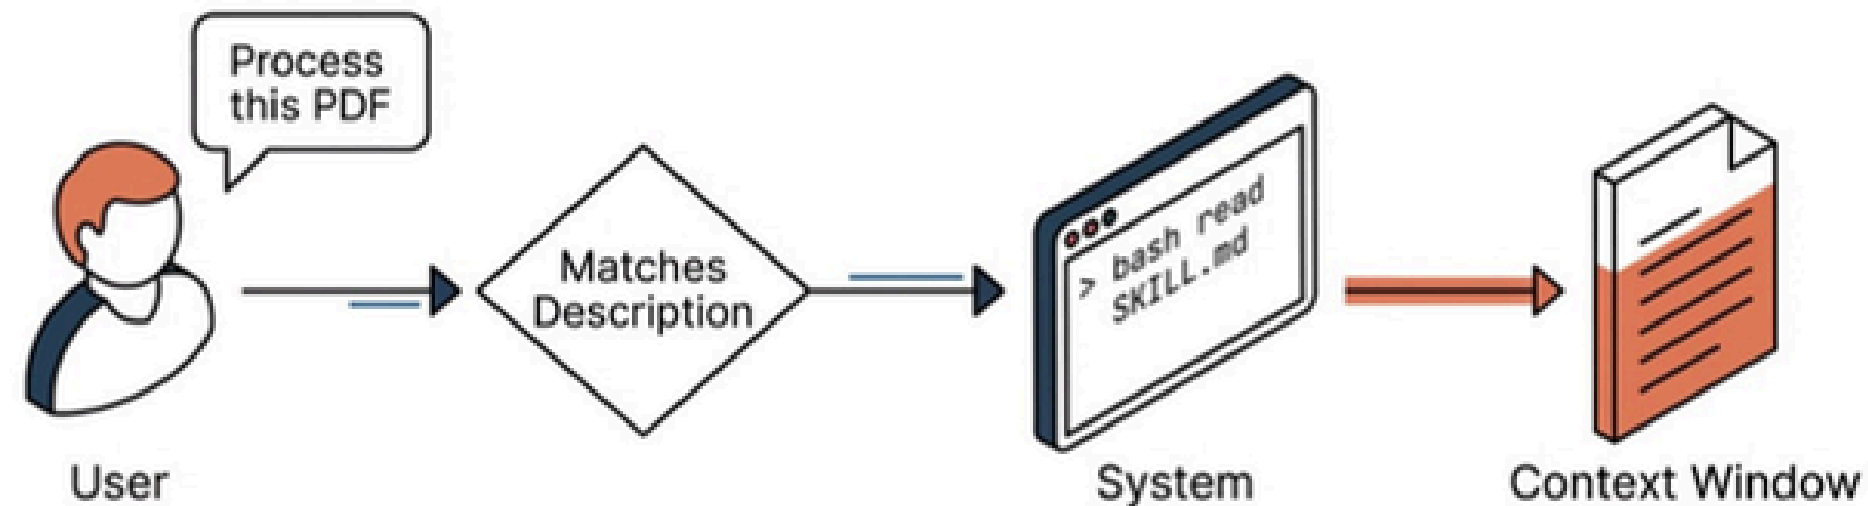 Process
this PDF
Matches
Description
> bash read
SKILL.md
User
System
Context Window